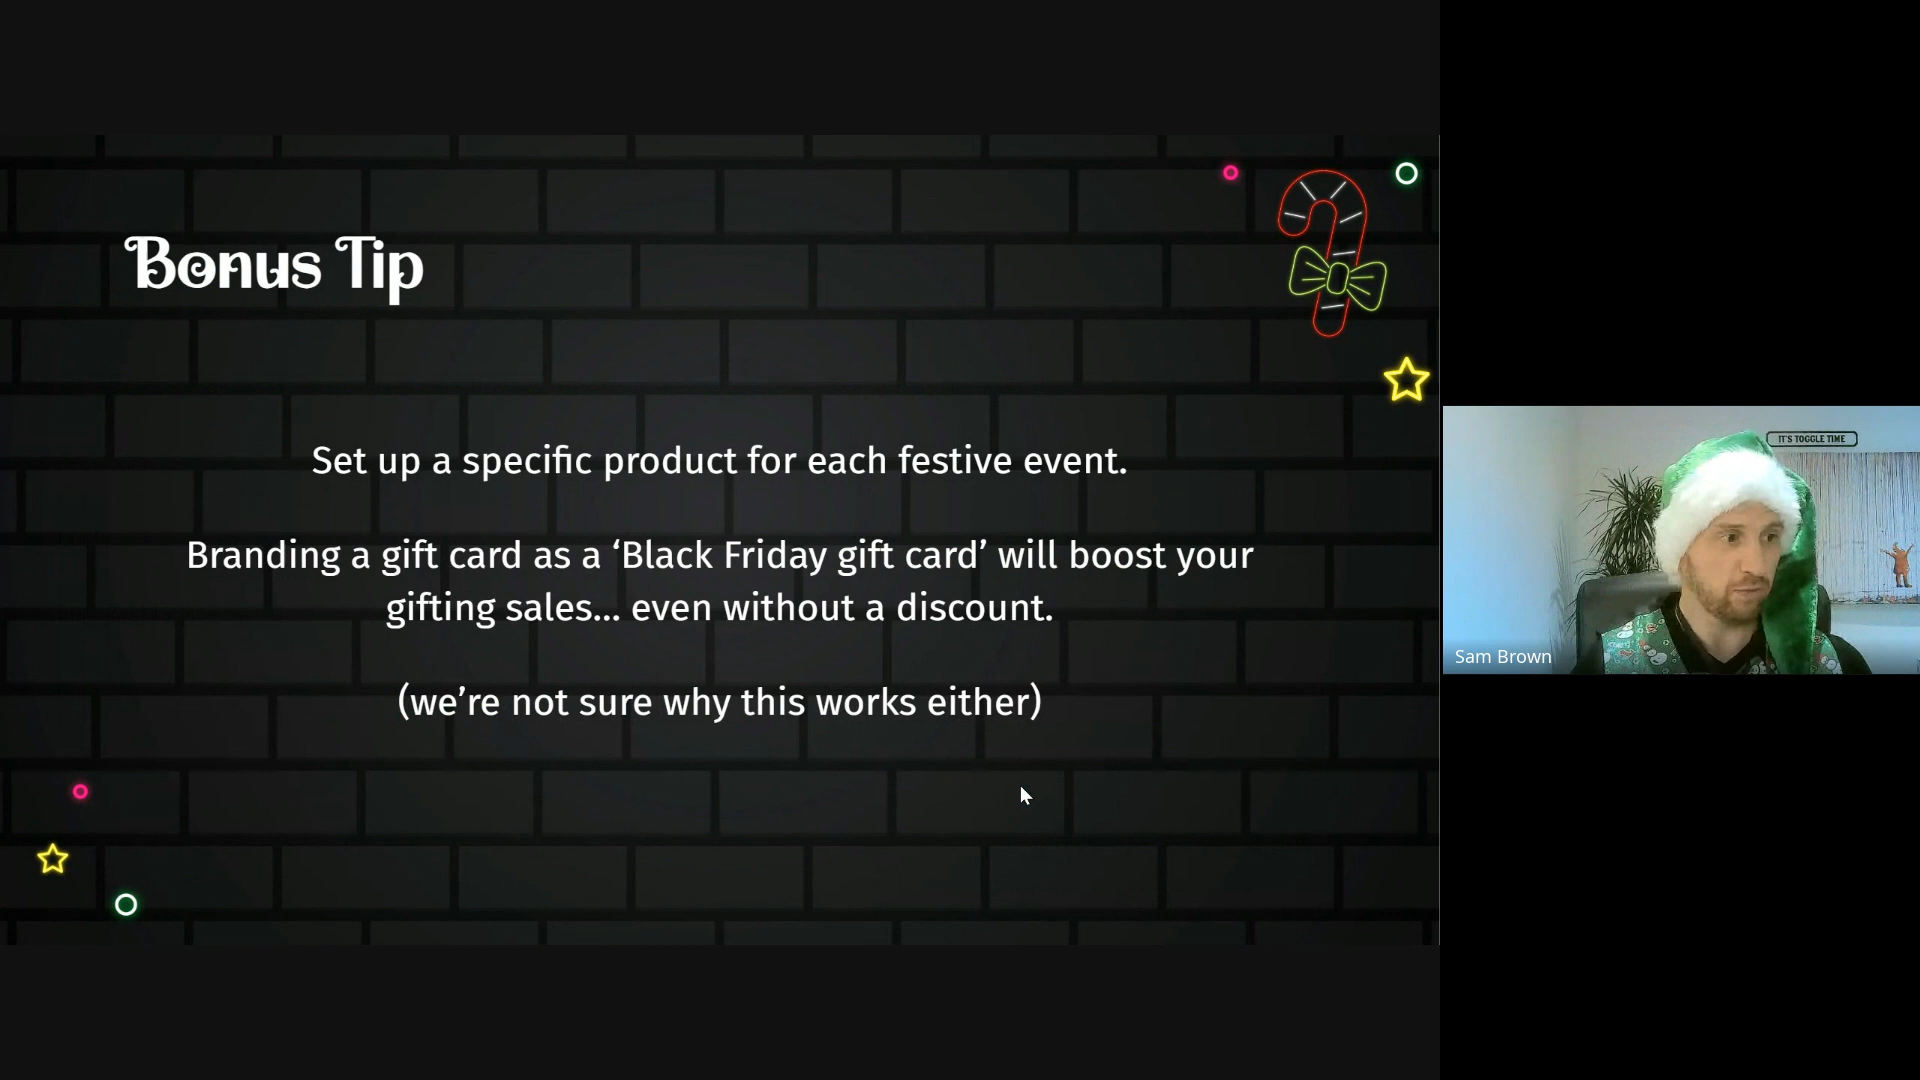 Bonus Tip
Set up a specific product for each festive event.
Branding a gift card as a ‘Black Friday gift card’ will boost your
gifting sales... even without a discount.
(we’re not sure why this works either)
IT'S TOGGLE TIME
Sam Brown